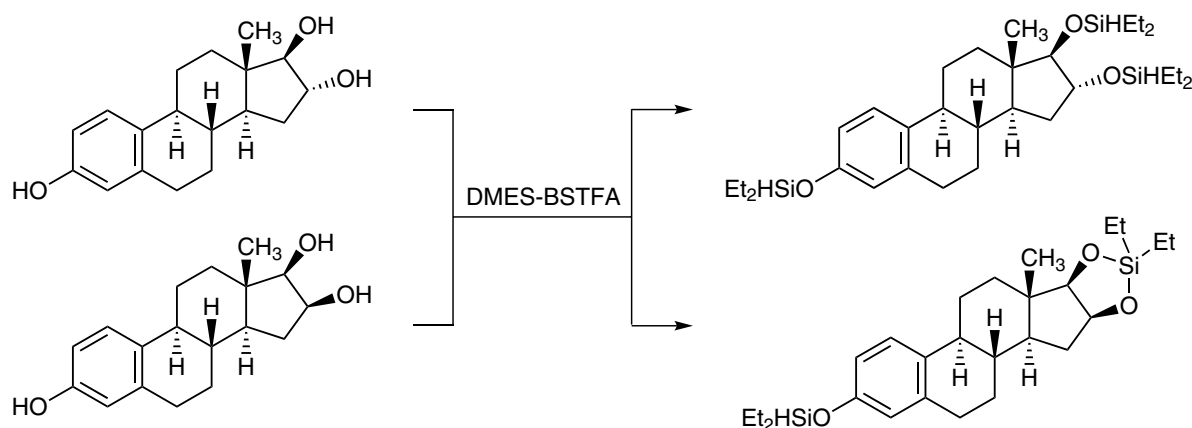 CH₃
OH
OH
H
H
H
HO
DMES-BSTFA
CH₃
OH
OH
H
H
H
HO
CH₃
OSiHEt₂
OSiHEt₂
H
H
H
Et₂HSiO
Et
Et
CH₃
O
Si
O
H
H
H
Et₂HSiO